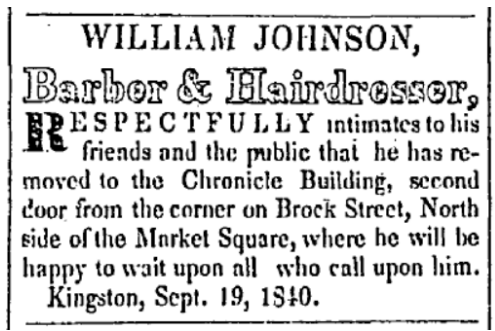 WILLIAM JOHNSON,
Barber & Hairdresser,
RESPECTFULLY intimates to his
friends and the public that he has re-
moved to the Chronicle Building, second
door from the corner on Brock Street, North
side of the Market Square, where he will be
happy to wait upon all who call upon him.
Kingston, Sept. 19, 1840.